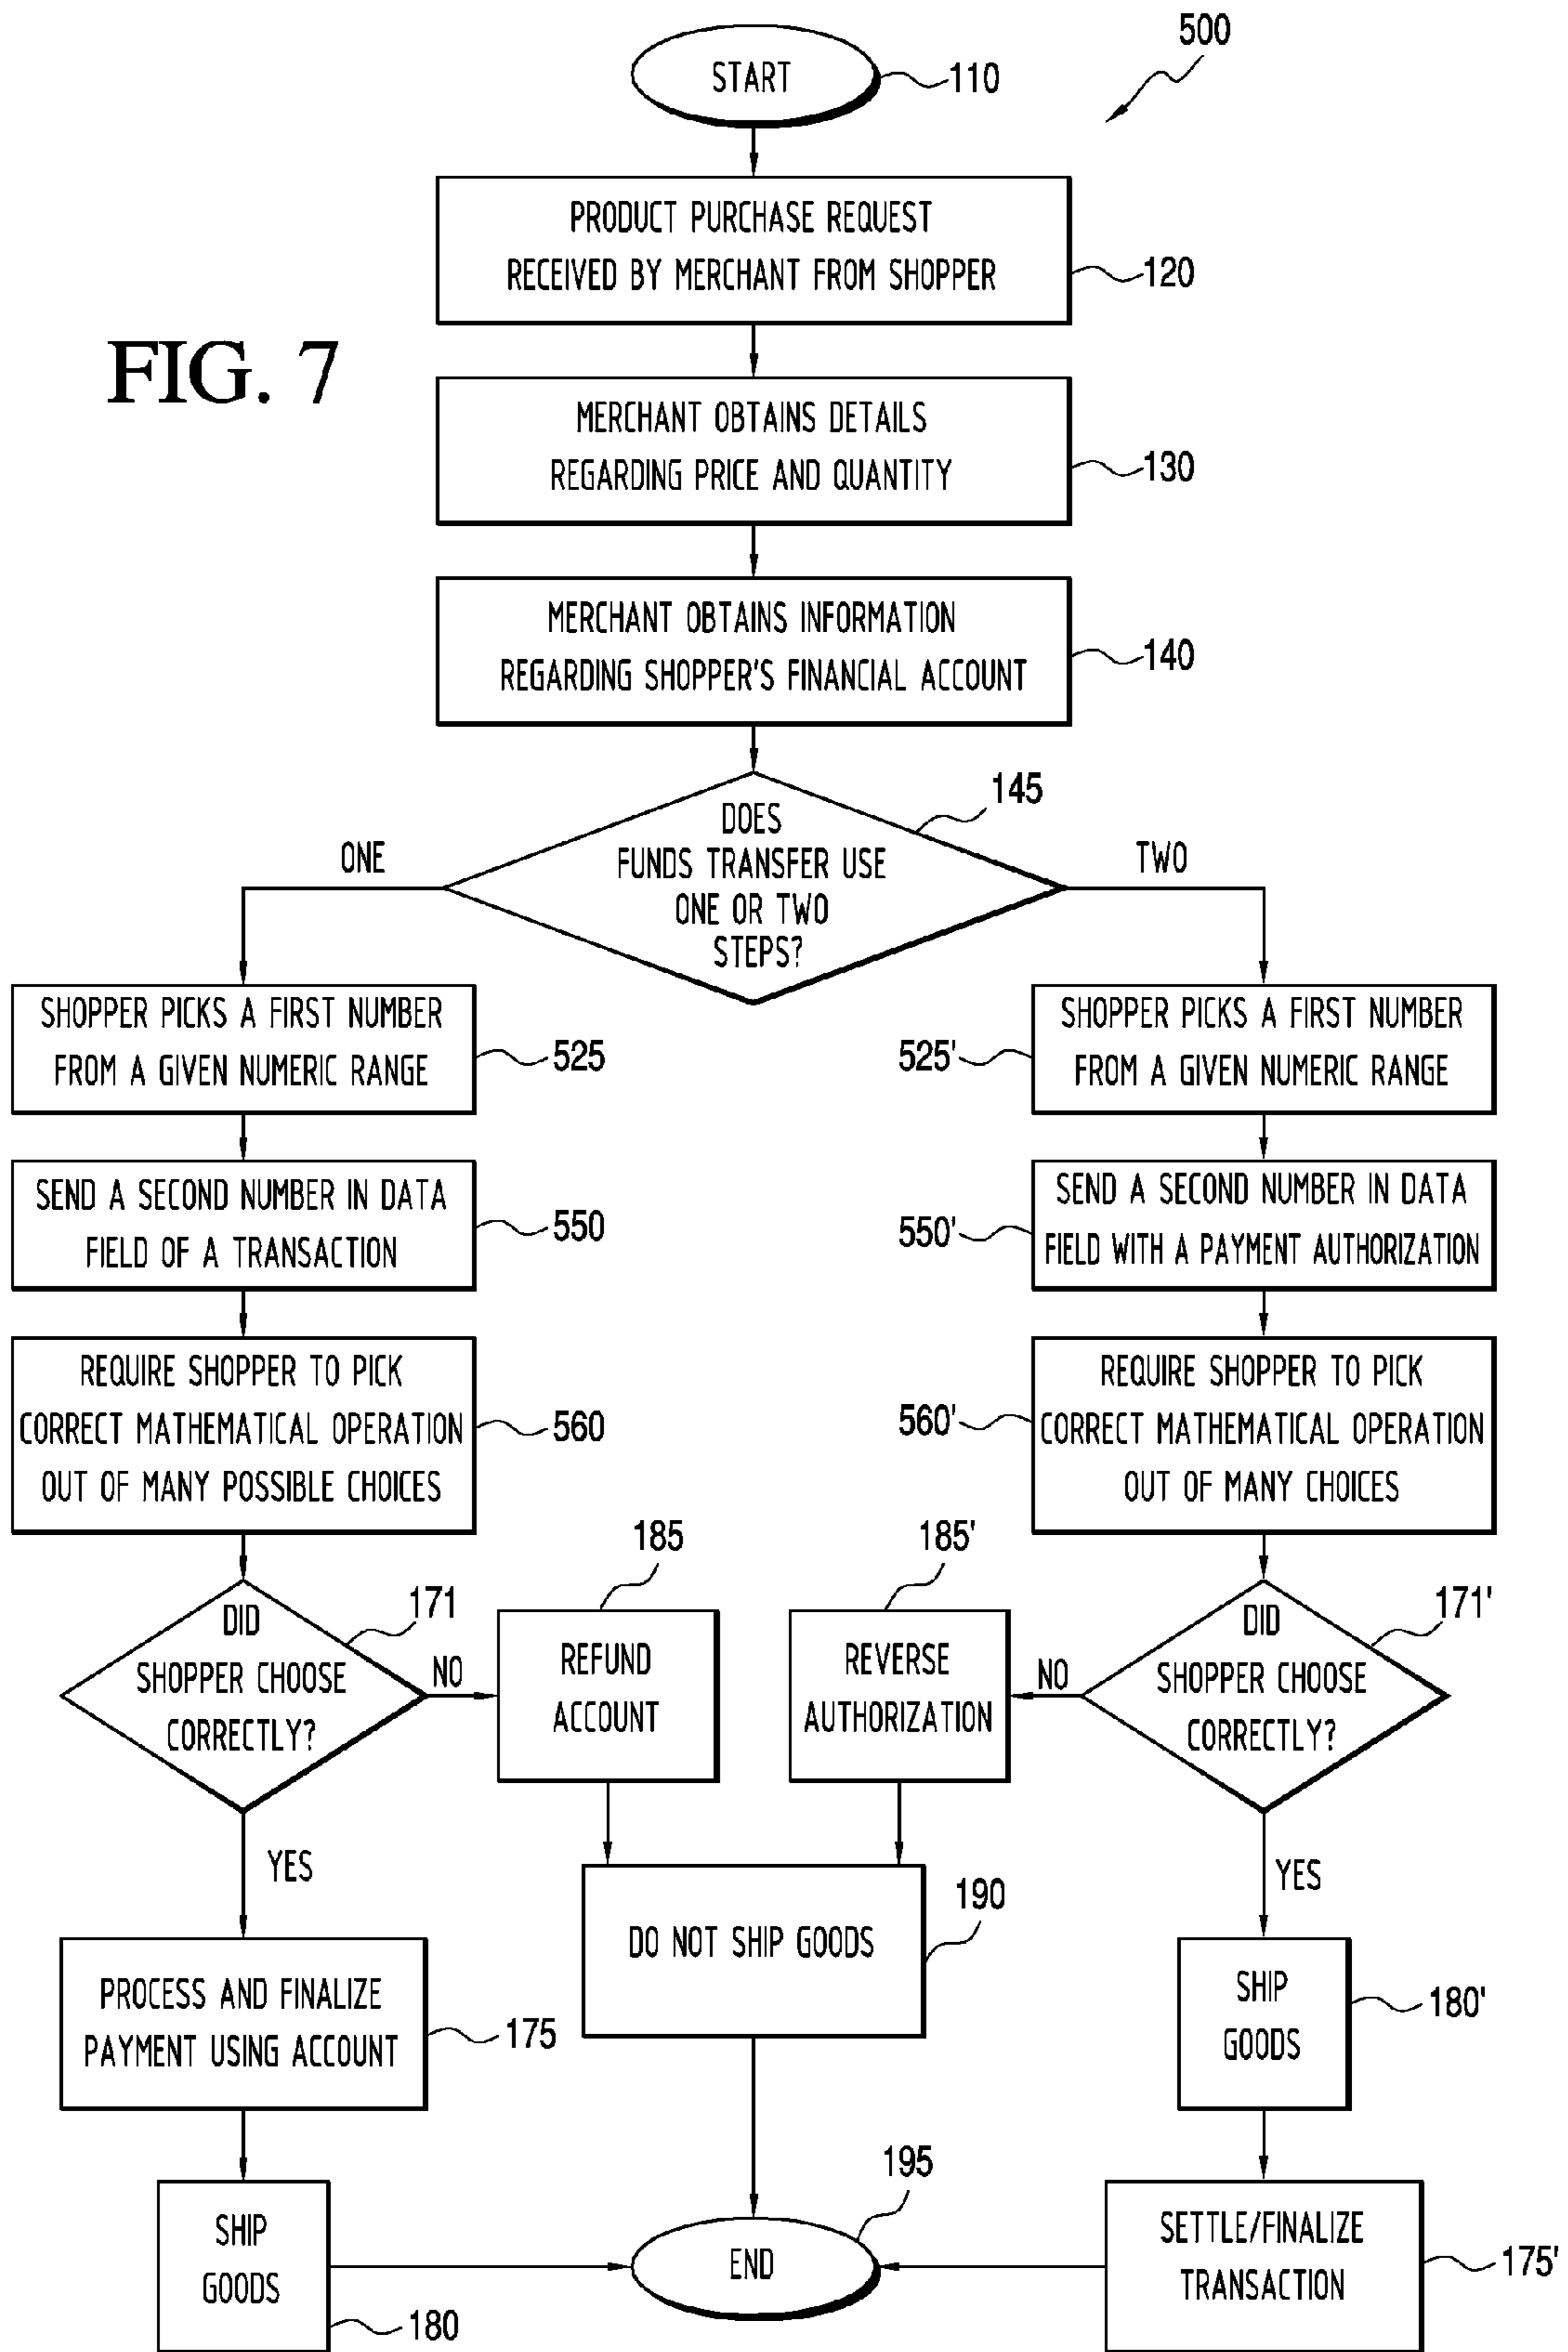 500
START
110
PRODUCT PURCHASE REQUEST
RECEIVED BY MERCHANT FROM SHOPPER
120
FIG. 7
MERCHANT OBTAINS DETAILS
REGARDING PRICE AND QUANTITY
130
MERCHANT OBTAINS INFORMATION
REGARDING SHOPPER'S FINANCIAL ACCOUNT
140
145
DOES
FUNDS TRANSFER USE
ONE OR TWO
STEPS?
ONE
TWO
SHOPPER PICKS A FIRST NUMBER
FROM A GIVEN NUMERIC RANGE
525
525'
SHOPPER PICKS A FIRST NUMBER
FROM A GIVEN NUMERIC RANGE
SEND A SECOND NUMBER IN DATA
FIELD OF A TRANSACTION
550
550'
SEND A SECOND NUMBER IN DATA
FIELD WITH A PAYMENT AUTHORIZATION
REQUIRE SHOPPER TO PICK
CORRECT MATHEMATICAL OPERATION
OUT OF MANY POSSIBLE CHOICES
560
560'
REQUIRE SHOPPER TO PICK
CORRECT MATHEMATICAL OPERATION
OUT OF MANY CHOICES
185
185'
DID
SHOPPER CHOOSE
CORRECTLY?
171
NO
REFUND
ACCOUNT
REVERSE
AUTHORIZATION
NO
DID
SHOPPER CHOOSE
CORRECTLY?
171'
YES
YES
DO NOT SHIP GOODS
190
PROCESS AND FINALIZE
PAYMENT USING ACCOUNT
175
SHIP
GOODS
180'
195
SHIP
GOODS
180
END
SETTLE/FINALIZE
TRANSACTION
175'